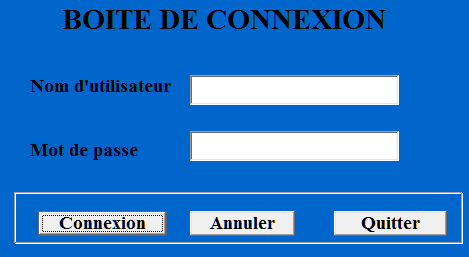 BOITE DE CONNEXION
Nom d'utilisateur
Mot de passe
Connexion Annuler Quitter